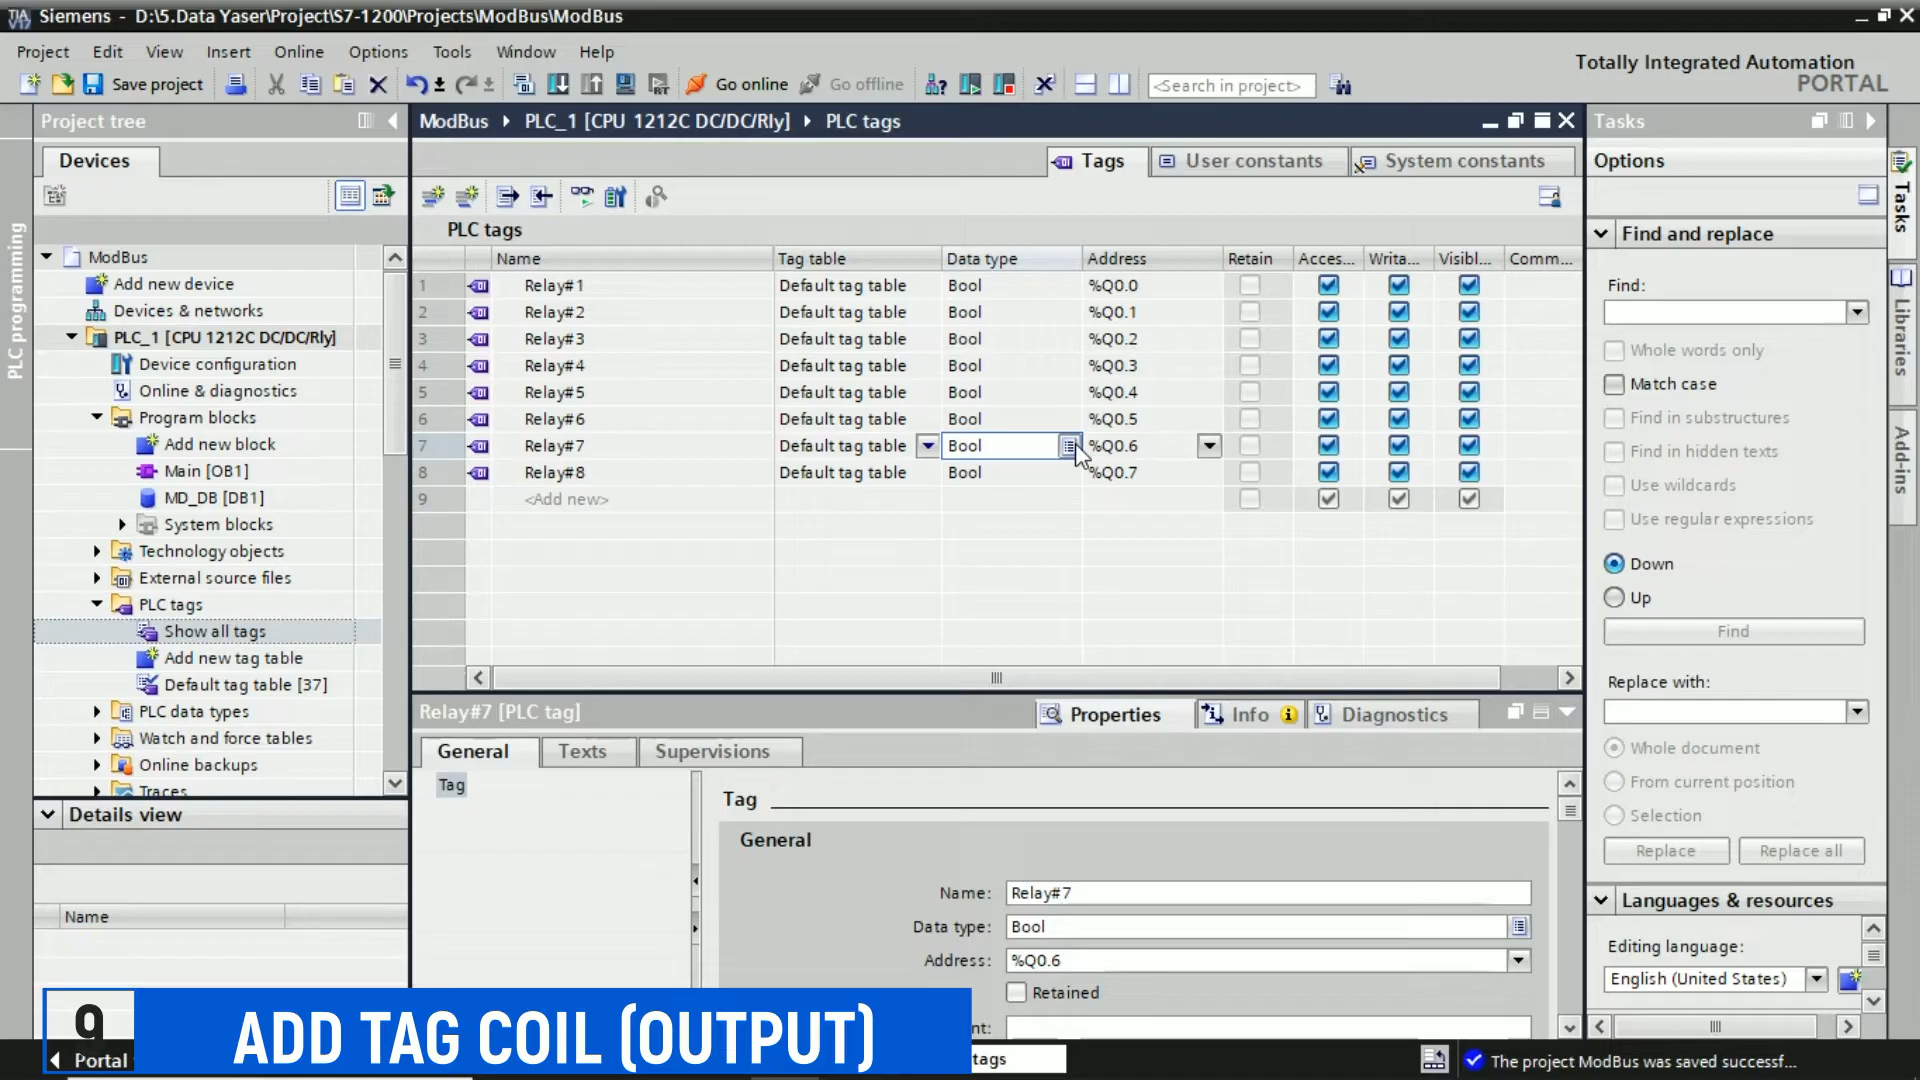 Siemens - D:\5.Data Yaser\Project\S7-1200\Projects\ModBus\ModBus
Project Edit View Insert Online Options Tools Window Help
Totally Integrated Automation
PORTAL
Save project
Go online
Go offline
<Search in project>
Project tree
ModBus PLC_1 [CPU 1212C DC/DC/Rly] PLC tags
Tasks
Devices
Tags
User constants
System constants
Options
PLC programming
PLC tags
Name Tag table Data type Address Retain Acces... Writa... Visibl... Comm...
1 Relay#1 Default tag table Bool %Q0.0
2 Relay#2 Default tag table Bool %Q0.1
3 Relay#3 Default tag table Bool %Q0.2
4 Relay#4 Default tag table Bool %Q0.3
5 Relay#5 Default tag table Bool %Q0.4
6 Relay#6 Default tag table Bool %Q0.5
7 Relay#7 Default tag table Bool %Q0.6
8 Relay#8 Default tag table Bool %Q0.7
9 <Add new>
ModBus
Add new device
Devices & networks
PLC_1 [CPU 1212C DC/DC/Rly]
Device configuration
Online & diagnostics
Program blocks
Add new block
Main [OB1]
MD_DB [DB1]
System blocks
Technology objects
External source files
PLC tags
Show all tags
Add new tag table
Default tag table [37]
PLC data types
Watch and force tables
Online backups
Traces
Details view
Name
Relay#7 [PLC tag]
Properties
Info
Diagnostics
General
Texts
Supervisions
Tag
Tag
General
Name: Relay#7
Data type: Bool
Address: %Q0.6
Retained
nt:
Find and replace
Find:
Whole words only
Match case
Find in substructures
Find in hidden texts
Use wildcards
Use regular expressions
Down
Up
Find
Replace with:
Whole document
From current position
Selection
Replace
Replace all
Languages & resources
Editing language:
English (United States)
Tasks
Libraries
Add-ins
9
ADD TAG COIL (OUTPUT)
Portal
tags
The project ModBus was saved successf...